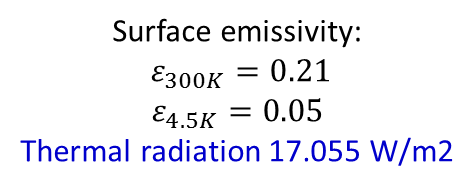 Surface emissivity:
ε300K = 0.21
ε4.5K = 0.05
Thermal radiation 17.055 W/m2